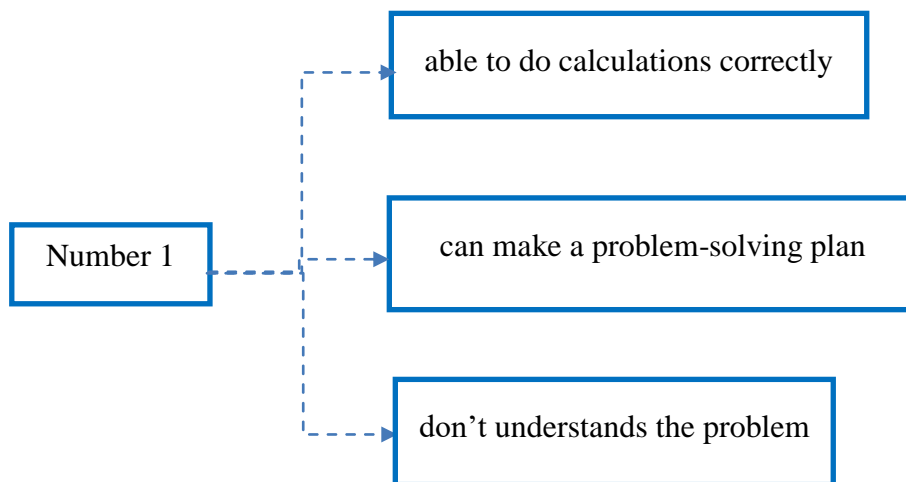 able to do calculations correctly
Number 1
can make a problem-solving plan
don’t understands the problem